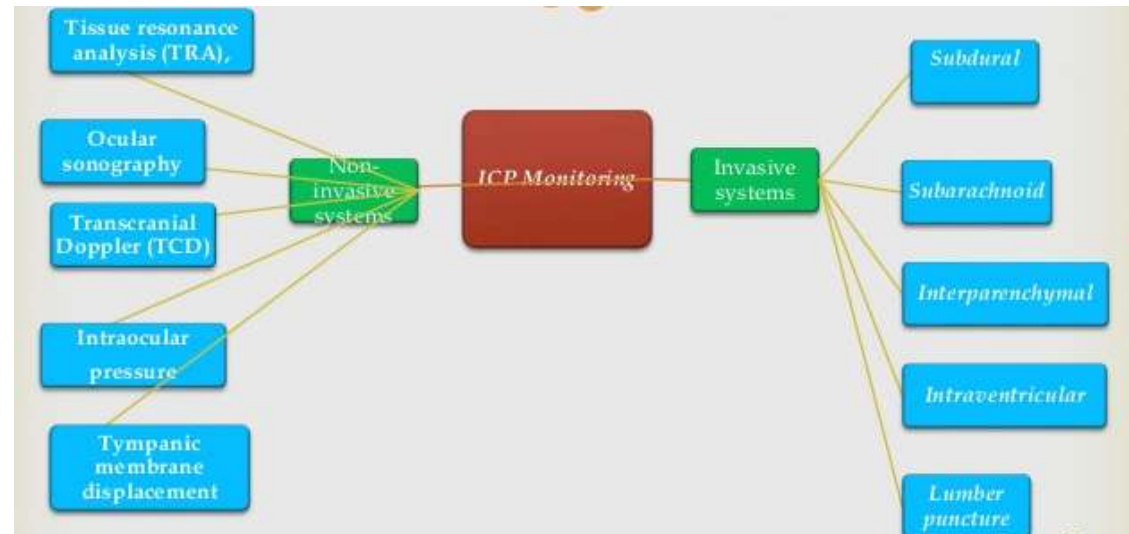 Tissue resonance
analysis (TRA),
Ocular
sonography
Transcranial
Doppler (TCD)
Intraocular
pressure
Tympanic
membrane
displacement
Non-
invasive
systems
ICP Monitoring
Invasive
systems
Subdural
Subarachnoid
Interparenchymal
Intraventricular
Lumber
puncture